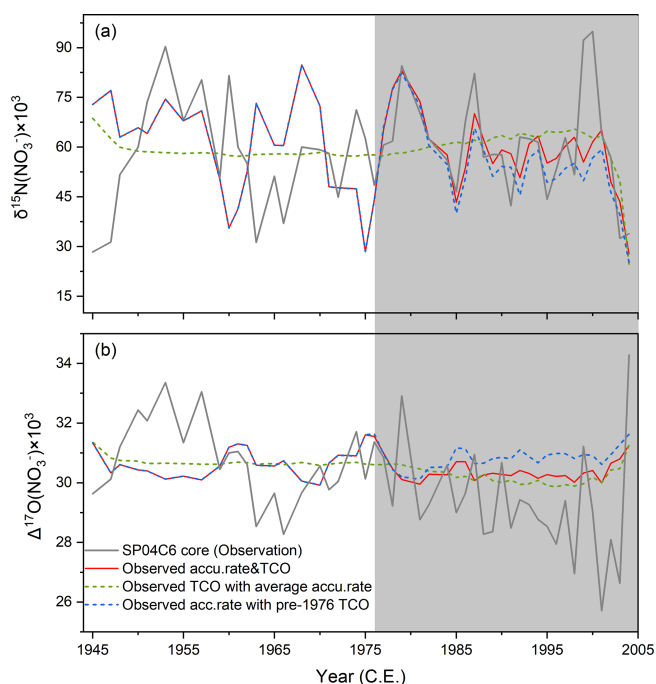 (a)
90
75
60
45
30
15
δ¹⁵N(NO₃⁻)×10³
(b)
34
32
30
28
26
Δ¹⁷O(NO₃⁻)×10³
SP04C6 core (Observation)
Observed accu.rate&TCO
Observed TCO with average accu.rate
Observed acc.rate with pre-1976 TCO
1945 1955 1965 1975 1985 1995 2005
Year (C.E.)